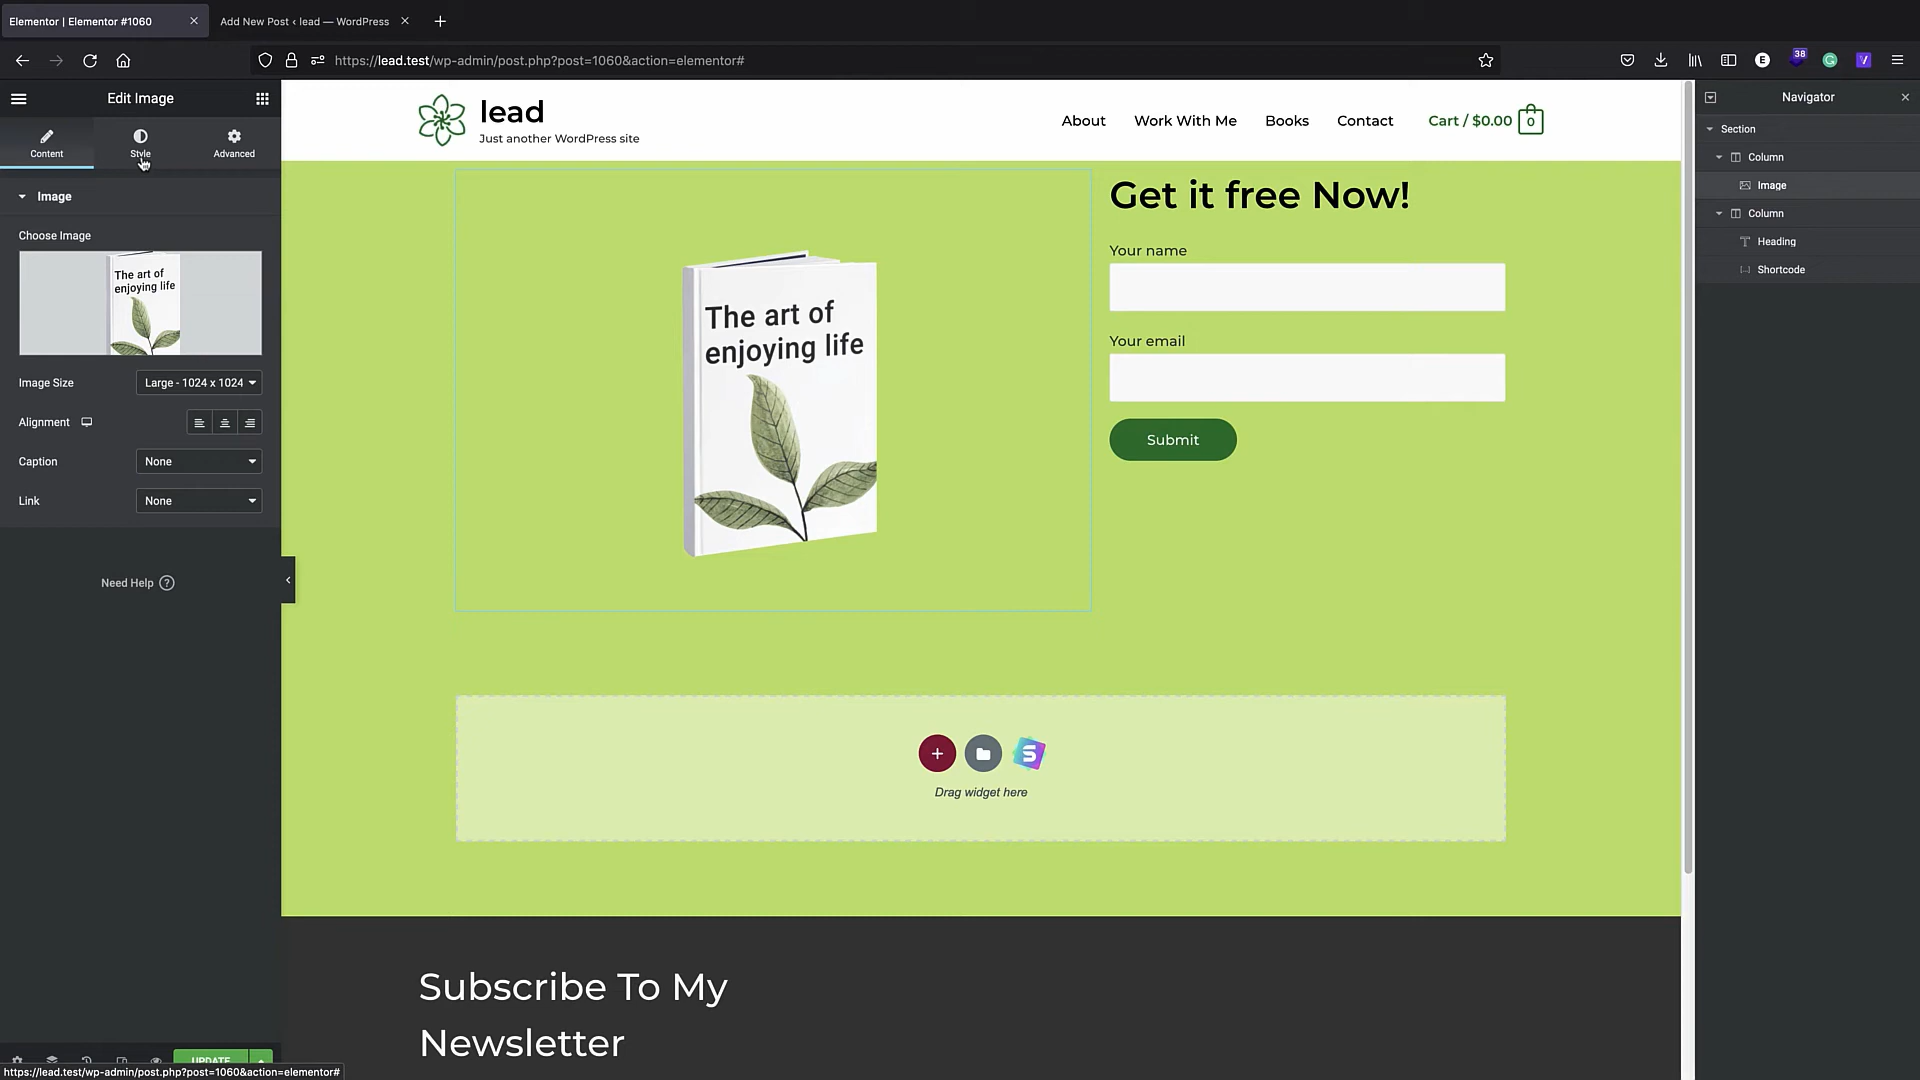 Elementor | Elementor #1060
Add New Post ‹ lead — WordPress
https://lead.test/wp-admin/post.php?post=1060&action=elementor#
38
Edit Image
Content
Style
Advanced
Image
Choose Image
The art of
enjoying life
Image Size
Large - 1024 x 1024
Alignment
Caption
None
Link
None
Need Help
?
UPDATE
https://lead.test/wp-admin/post.php?post=1060&action=elementor#
lead
Just another WordPress site
About
Work With Me
Books
Contact
Cart / $0.00
0
The art of
enjoying life
Get it free Now!
Your name
Your email
Submit
Drag widget here
Subscribe To My
Newsletter
Navigator
Section
Column
Image
Column
Heading
Shortcode